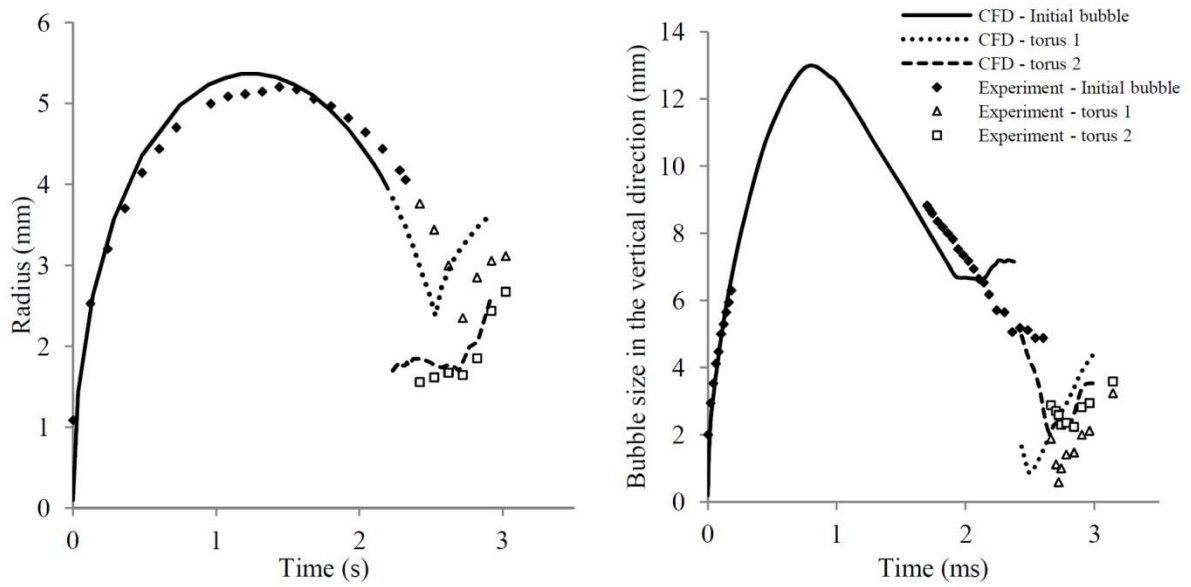 6
5
4
3
2
1
0
Radius (mm)
0 1 2 3
Time (s)
CFD - Initial bubble
CFD - torus 1
CFD - torus 2
Experiment - Initial bubble
Experiment - torus 1
Experiment - torus 2
14
12
10
8
6
4
2
0
Bubble size in the vertical direction (mm)
0 1 2 3
Time (ms)